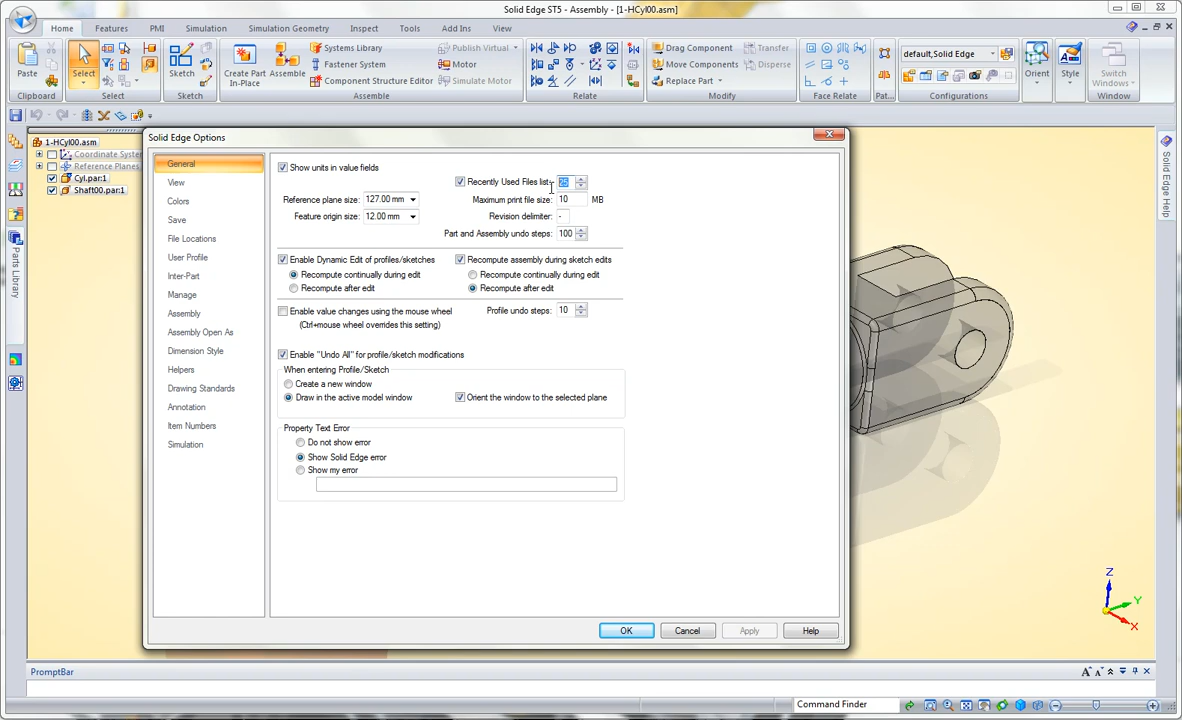 Solid Edge ST5 - Assembly - [1-HCyl00.asm]
Home Features PMI Simulation Simulation Geometry Inspect Tools Add Ins View
Paste
Clipboard
Select
Select
Sketch
Sketch
Create Part In-Place
Assemble
Systems Library
Fastener System
Component Structure Editor
Publish Virtual
Motor
Simulate Motor
Assemble
Relate
Drag Component
Move Components
Replace Part
Transfer
Disperse
Modify
Face Relate
Pat...
default,Solid Edge
Configurations
Orient
Style
Switch Windows
Window
1-HCyl00.asm
Coordinate System
Reference Planes
Cyl.par:1
Shaft00.par:1
Parts Library
Solid Edge Help
Solid Edge Options
General
View
Colors
Save
File Locations
User Profile
Inter-Part
Manage
Assembly
Assembly Open As
Dimension Style
Helpers
Drawing Standards
Annotation
Item Numbers
Simulation
Show units in value fields
Recently Used Files list: 25
Reference plane size: 127.00 mm
Maximum print file size: 10 MB
Feature origin size: 12.00 mm
Revision delimiter: -
Part and Assembly undo steps: 100
Enable Dynamic Edit of profiles/sketches
Recompute continually during edit
Recompute after edit
Recompute assembly during sketch edits
Recompute continually during edit
Recompute after edit
Enable value changes using the mouse wheel
(Ctrl+mouse wheel overrides this setting)
Profile undo steps: 10
Enable "Undo All" for profile/sketch modifications
When entering Profile/Sketch
Create a new window
Draw in the active model window
Orient the window to the selected plane
Property Text Error
Do not show error
Show Solid Edge error
Show my error
OK Cancel Apply Help
Z
Y
X
PromptBar
Command Finder